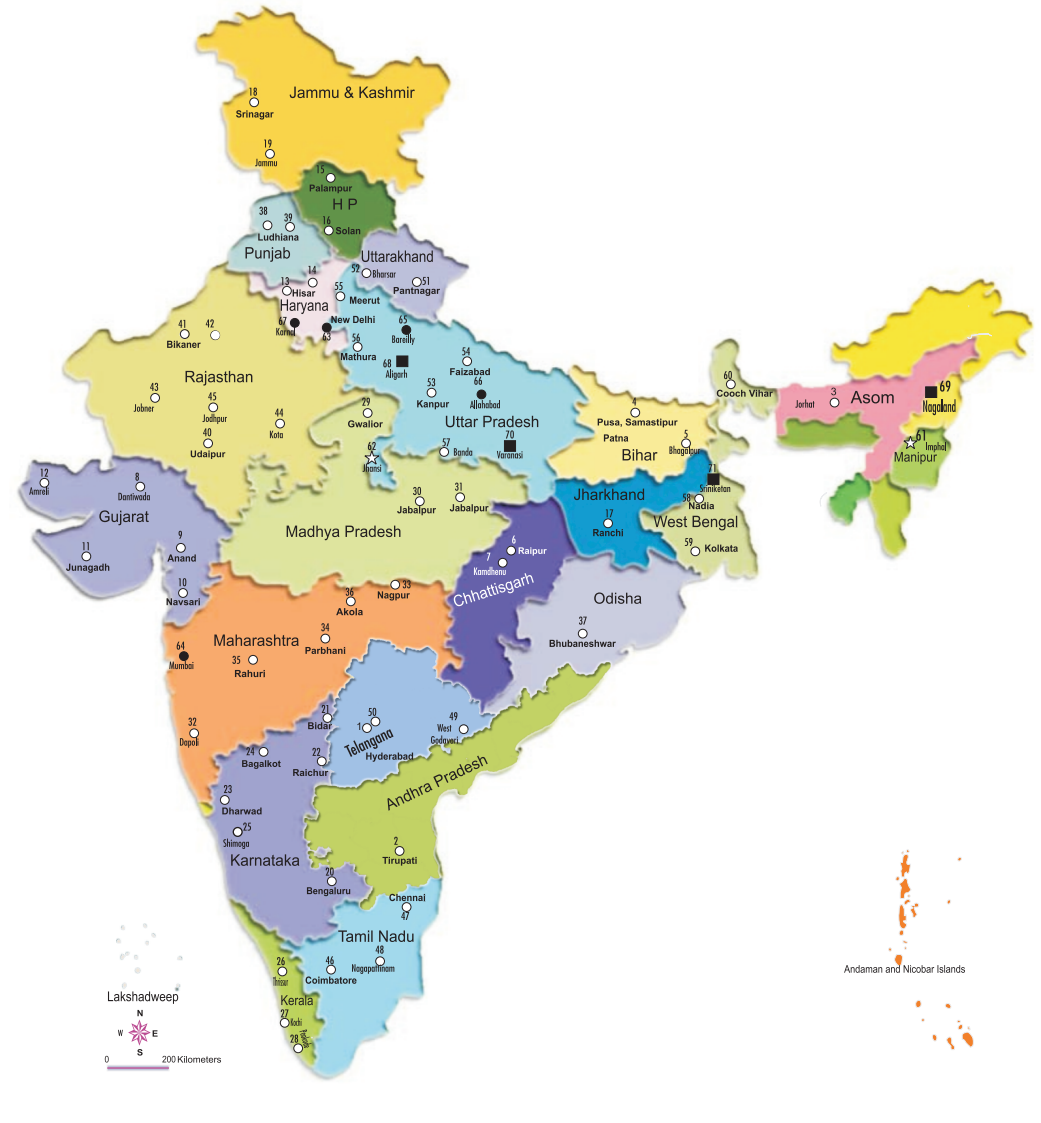 18
Jammu & Kashmir
Srinagar
19
Jammu
15
Palampur
H P
38
39
16
Solan
Ludhiana
Punjab
Uttarakhand
52
Bharsar
51
Pantnagar
14
13
Hisar
55
Meerut
Haryana
67
Karnal
New Delhi
63
65
Bareilly
41
42
Bikaner
56
Mathura
54
Faizabad
68
Aligarh
60
Cooch Vihar
Rajasthan
43
Jobner
45
Jodhpur
53
Kanpur
66
Allahabad
3
Jorhat
Asom
69
Nagaland
44
Kota
29
Gwalior
4
Pusa, Samastipur
Uttar Pradesh
Patna
5
Bhagalpur
Bihar
40
Udaipur
62
Jhansi
57
Banda
70
Varanasi
61
Imphal
Manipur
12
Amreli
8
Dantiwada
71
Sriniketan
30
Jabalpur
31
Jabalpur
Jharkhand
58
Nadia
Gujarat
17
Ranchi
West Bengal
Madhya Pradesh
9
Anand
11
Junagadh
6
Raipur
7
Kamdhenu
59
Kolkata
Chhattisgarh
10
Navsari
36
Akola
33
Nagpur
Odisha
37
Bhubaneshwar
Maharashtra
34
Parbhani
64
Mumbai
35
Rahuri
21
Bidar
50
1
Telangana
49
West
Godavari
Hyderabad
32
Dapoli
24
Bagalkot
22
Raichur
Andhra Pradesh
23
Dharwad
25
Shimoga
2
Tirupati
Karnataka
20
Bengaluru
Chennai
47
Tamil Nadu
48
Nagapattinam
46
Coimbatore
26
Thrissur
Andaman and Nicobar Islands
Lakshadweep
Kerala
27
Kochi
28
N
W
E
S
0
200 Kilometers